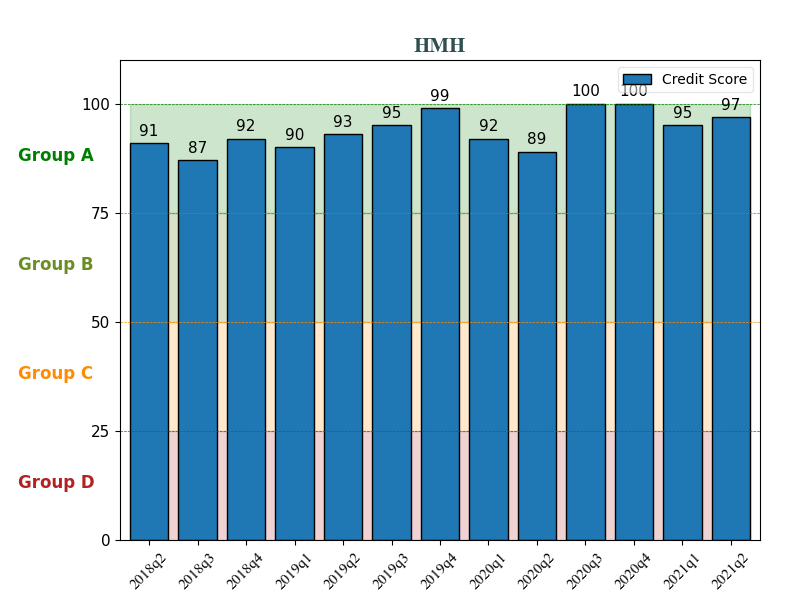 HMH
Credit Score
91
87
92
90
93
95
99
92
89
100
100
95
97
100
75
50
25
0
Group A
Group B
Group C
Group D
2018q2
2018q3
2018q4
2019q1
2019q2
2019q3
2019q4
2020q1
2020q2
2020q3
2020q4
2021q1
2021q2